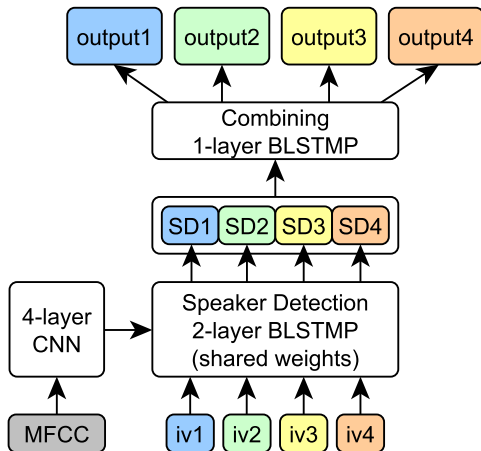 output1 output2 output3 output4
Combining
1-layer BLSTMP
SD1 SD2 SD3 SD4
4-layer
CNN
Speaker Detection
2-layer BLSTMP
(shared weights)
MFCC iv1 iv2 iv3 iv4